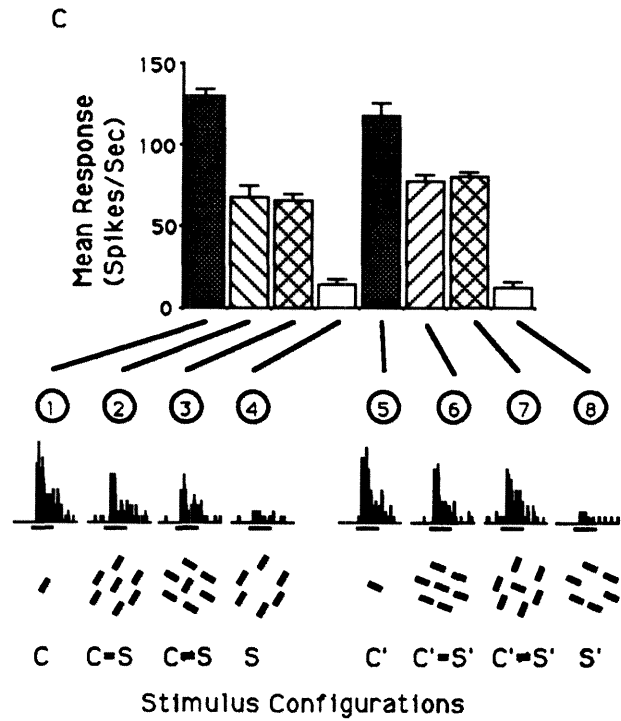 C
150
100
50
0
Mean Response
(Spikes/Sec)
1 2 3 4 5 6 7 8
C C=S C≠S S C' C'=S' C'≠S' S'
Stimulus Configurations